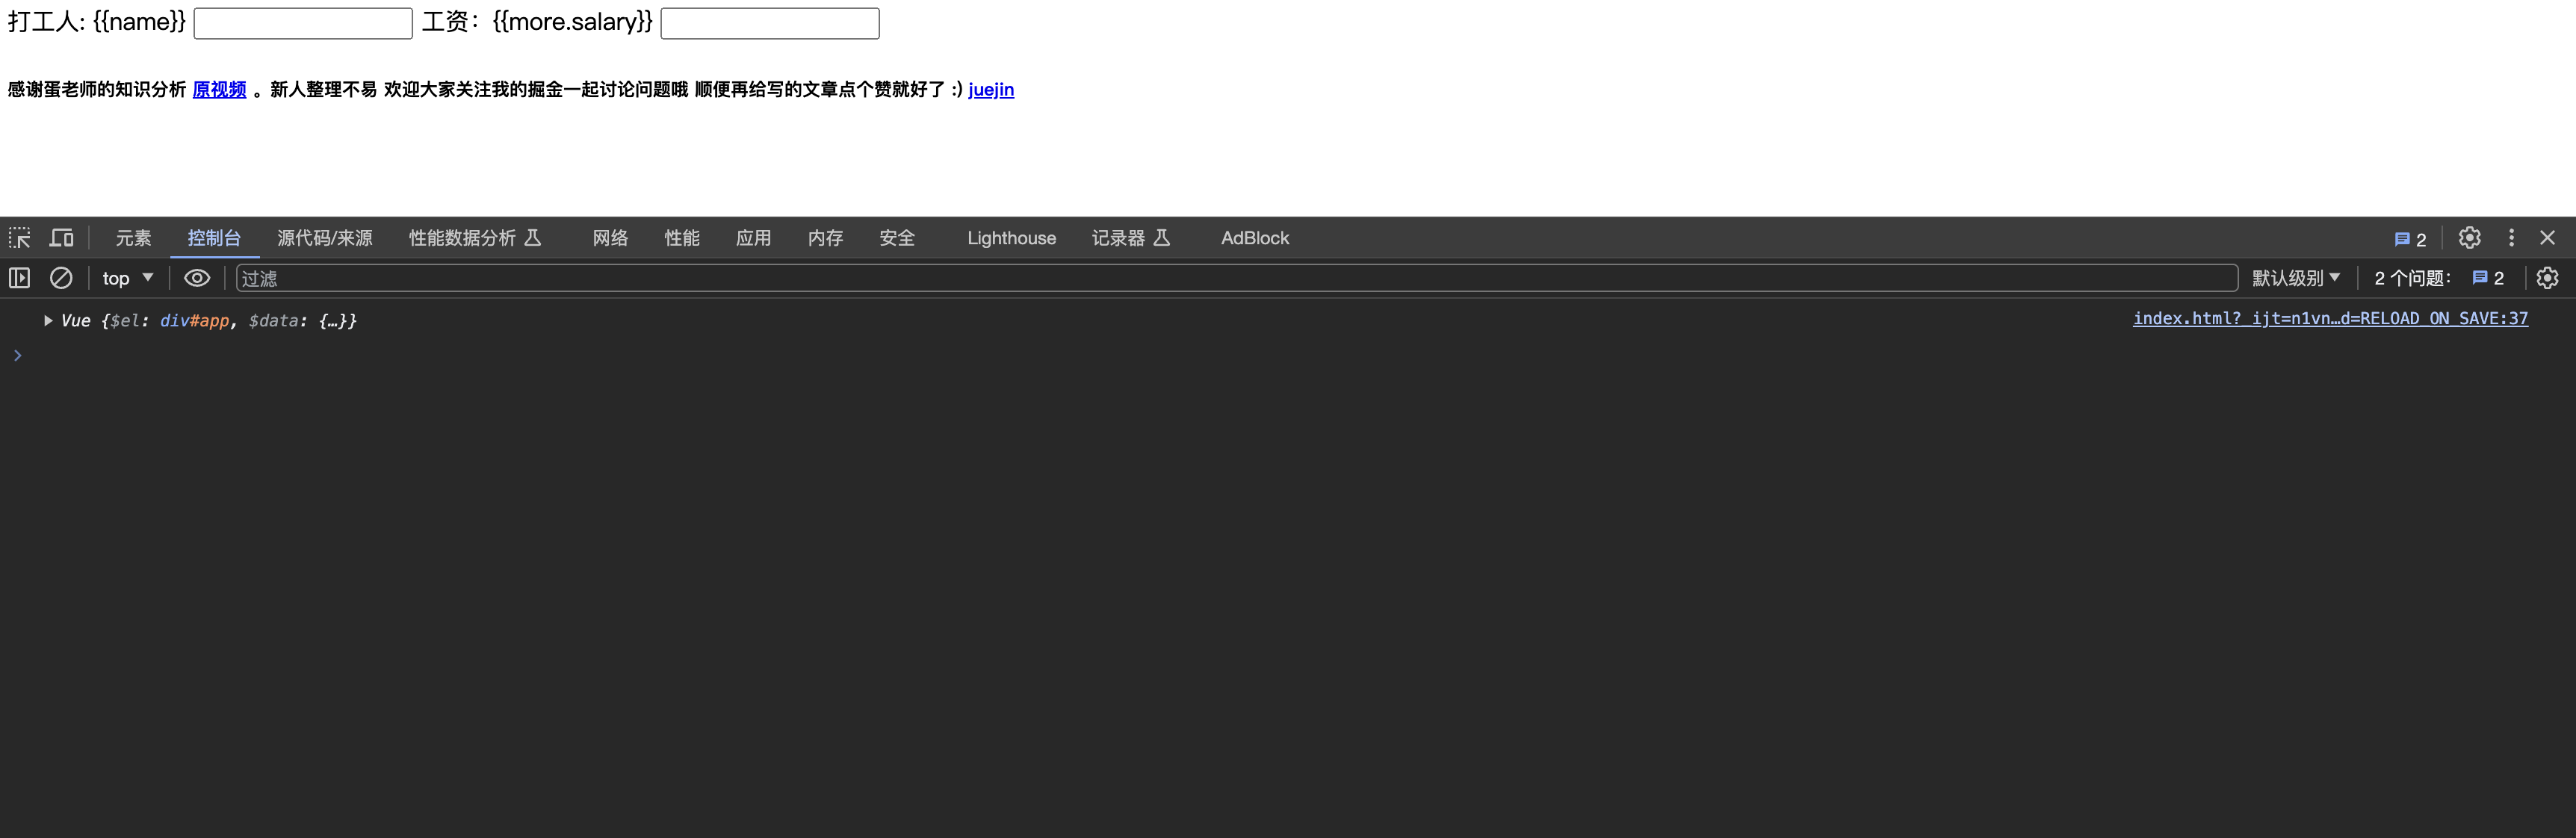 打工人: {{name}} 工资：{{more.salary}}
感谢蛋老师的知识分析 原视频 。新人整理不易 欢迎大家关注我的掘金一起讨论问题哦 顺便再给写的文章点个赞就好了 :) juejin
元素 控制台 源代码/来源 性能数据分析 网络 性能 应用 内存 安全 Lighthouse 记录器 AdBlock 2
top 过滤 默认级别 2 个问题： 2
Vue {$el: div#app, $data: {…}} index.html?_ijt=n1vn…d=RELOAD_ON_SAVE:37